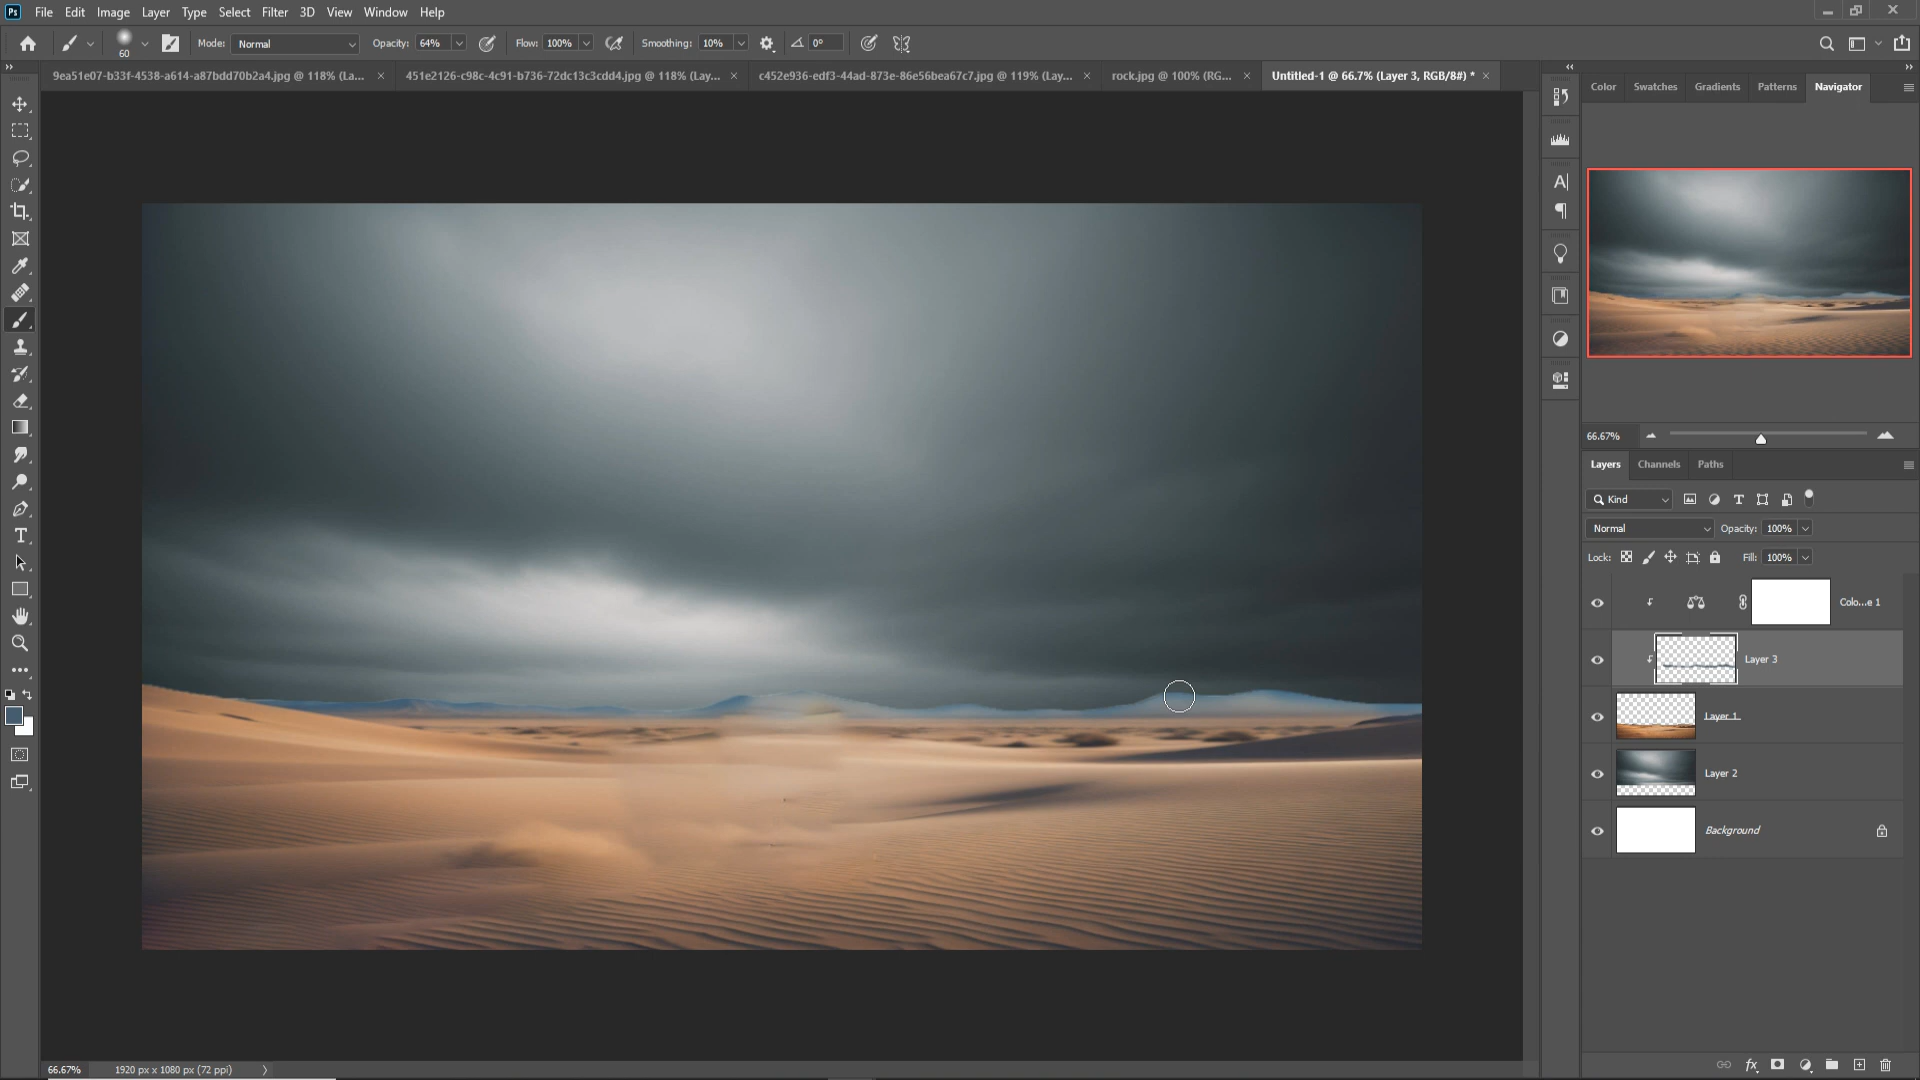 Ps File Edit Image Layer Type Select Filter 3D View Window Help
60 Mode: Normal Opacity: 64% Flow: 100% Smoothing: 10% 0°
9ea51e07-b33f-4538-a614-a87bdd70b2a4.jpg @ 118% (La... × 451e2126-c98c-4c91-b736-72dc13c3cdd4.jpg @ 118% (Lay... × c452e936-edf3-44ad-873e-86e56bea67c7.jpg @ 119% (Lay... × rock.jpg @ 100% (RG... × Untitled-1 @ 66.7% (Layer 3, RGB/8#) * ×
Color Swatches Gradients Patterns Navigator
66.67%
Layers Channels Paths
Kind
Normal Opacity: 100%
Lock: Fill: 100%
Colo...e 1
Layer 3
Layer 1
Layer 2
Background
66.67% 1920 px x 1080 px (72 ppi)